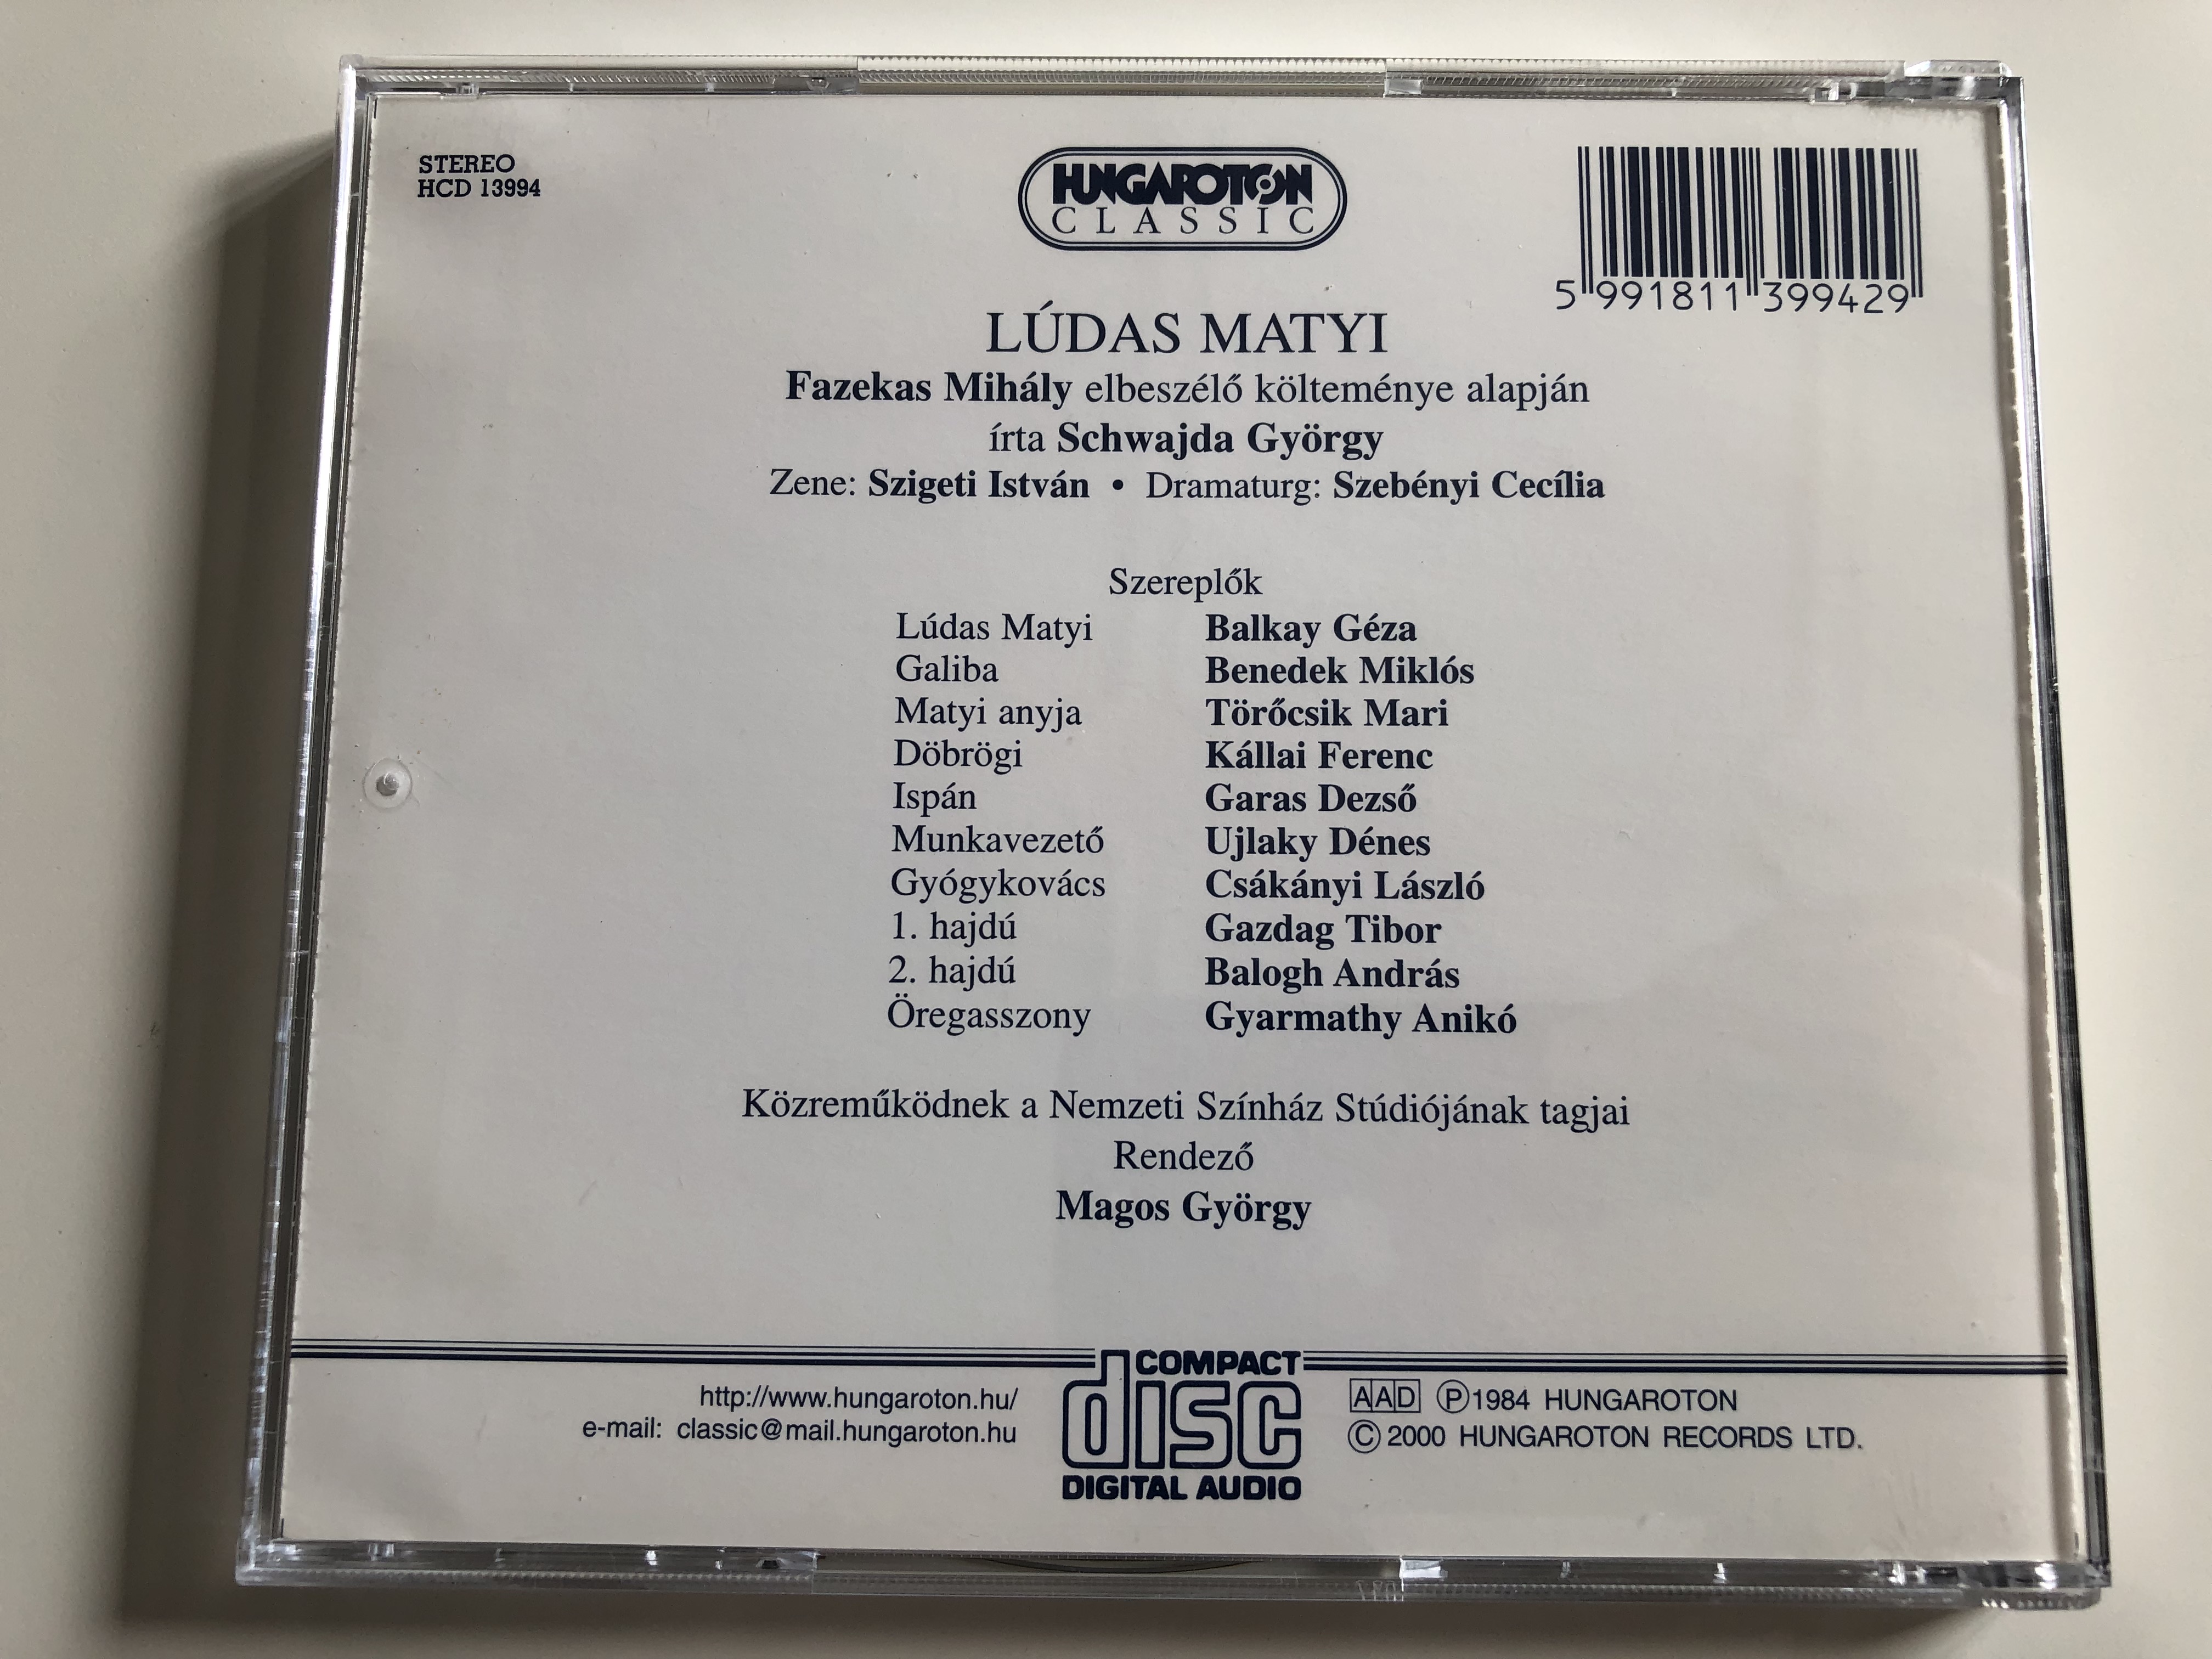 STEREO
HCD 13994
HUNGAROTON
CLASSIC
5 991811 399429
LÚDAS MATYI
Fazekas Mihály elbeszélő költeménye alapján
írta Schwajda György
Zene: Szigeti István • Dramaturg: Szebényi Cecília
Szereplők
Lúdas Matyi Balkay Géza
Galiba Benedek Miklós
Matyi anyja Törőcsik Mari
Döbrögi Kállai Ferenc
Ispán Garas Dezső
Munkavezető Ujlaky Dénes
Gyógykovács Csákányi László
1. hajdú Gazdag Tibor
2. hajdú Balogh András
Öregasszony Gyarmathy Anikó
Közreműködnek a Nemzeti Színház Stúdiójának tagjai
Rendező
Magos György
http://www.hungaroton.hu/
e-mail: classic@mail.hungaroton.hu
COMPACT
disc
DIGITAL AUDIO
AAD Ⓟ1984 HUNGAROTON
© 2000 HUNGAROTON RECORDS LTD.